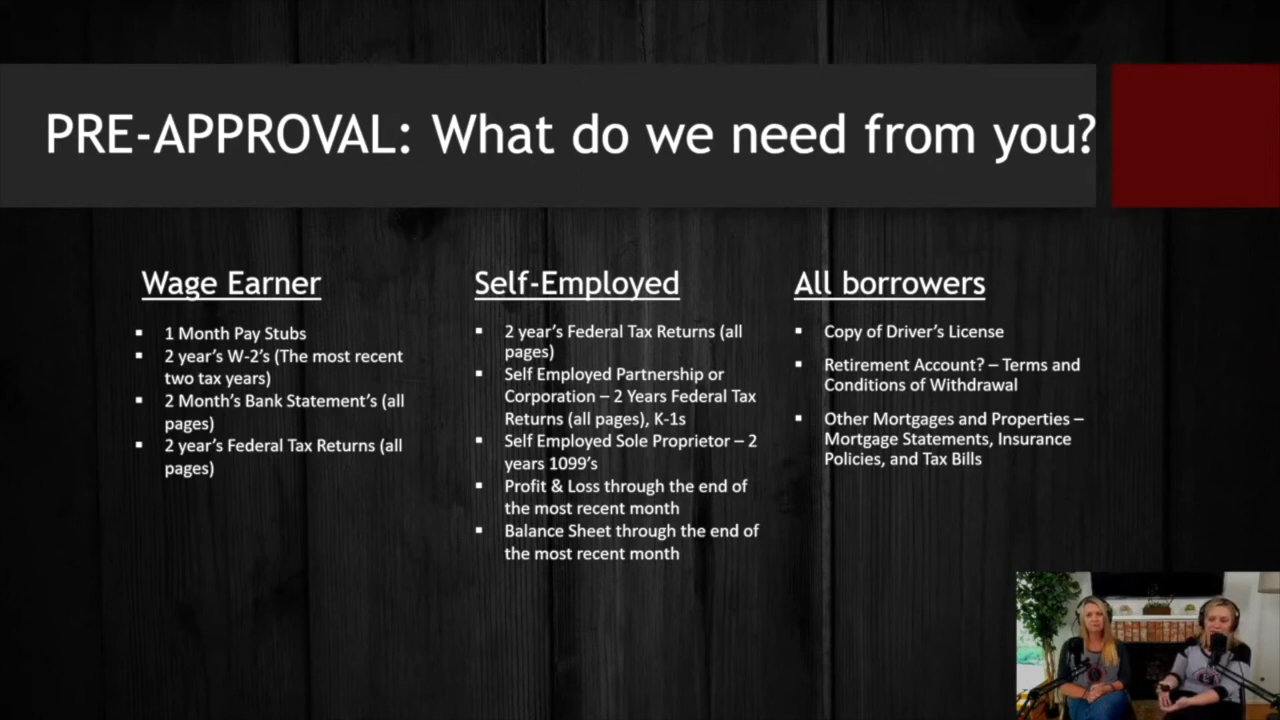 PRE-APPROVAL: What do we need from you?
Wage Earner
▪ 1 Month Pay Stubs
▪ 2 year's W-2's (The most recent
two tax years)
▪ 2 Month's Bank Statement's (all
pages)
▪ 2 year's Federal Tax Returns (all
pages)
Self-Employed
▪ 2 year's Federal Tax Returns (all
pages)
▪ Self Employed Partnership or
Corporation – 2 Years Federal Tax
Returns (all pages), K-1s
▪ Self Employed Sole Proprietor – 2
years 1099's
▪ Profit & Loss through the end of
the most recent month
▪ Balance Sheet through the end of
the most recent month
All borrowers
▪ Copy of Driver's License
▪ Retirement Account? – Terms and
Conditions of Withdrawal
▪ Other Mortgages and Properties –
Mortgage Statements, Insurance
Policies, and Tax Bills